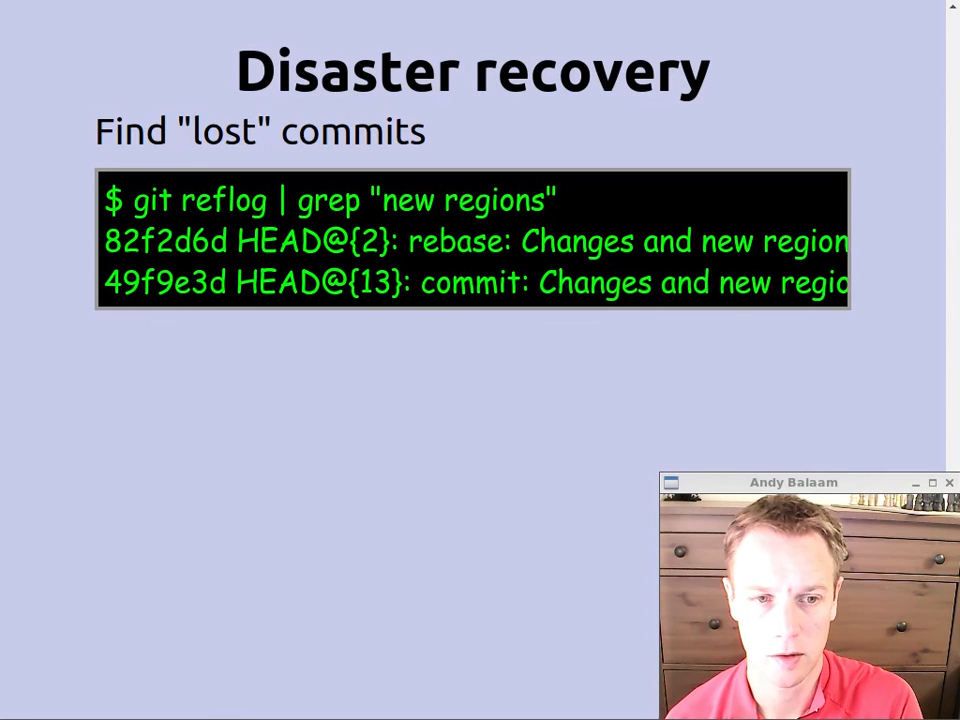 Disaster recovery
Find "lost" commits
$ git reflog | grep "new regions"
82f2d6d HEAD@{2}: rebase: Changes and new region
49f9e3d HEAD@{13}: commit: Changes and new regio
Andy Balaam